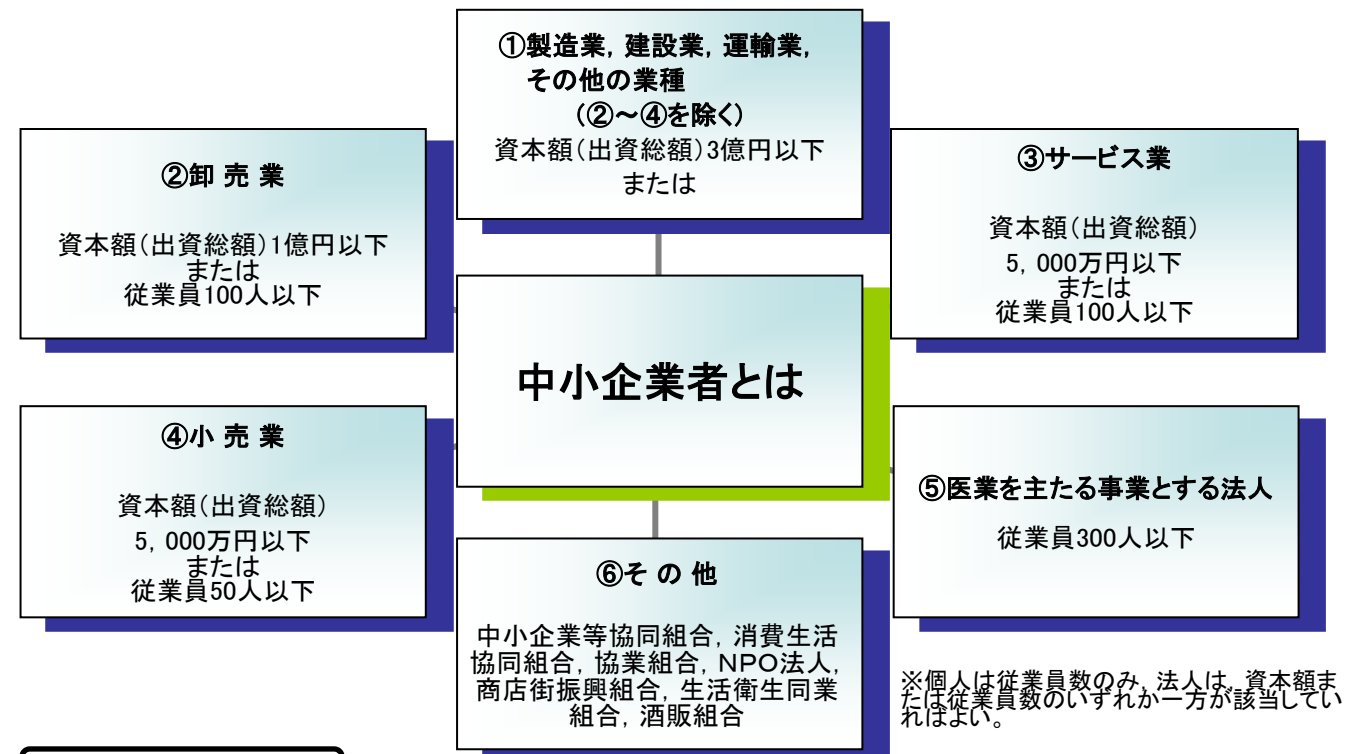 ①製造業, 建設業, 運輸業,
その他の業種
(②～④を除く)
資本額(出資総額)3億円以下
または
②卸 売 業
資本額(出資総額)1億円以下
または
従業員100人以下
③サービス業
資本額(出資総額)
5, 000万円以下
または
従業員100人以下
中小企業者とは
④小 売 業
資本額(出資総額)
5, 000万円以下
または
従業員50人以下
⑤医業を主たる事業とする法人
従業員300人以下
⑥そ の 他
中小企業等協同組合, 消費生活
協同組合, 協業組合, NPO法人,
商店街振興組合, 生活衛生同業
組合, 酒販組合
※個人は従業員数のみ, 法人は, 資本額ま
たは従業員数のいずれか一方が該当してい
ればよい。